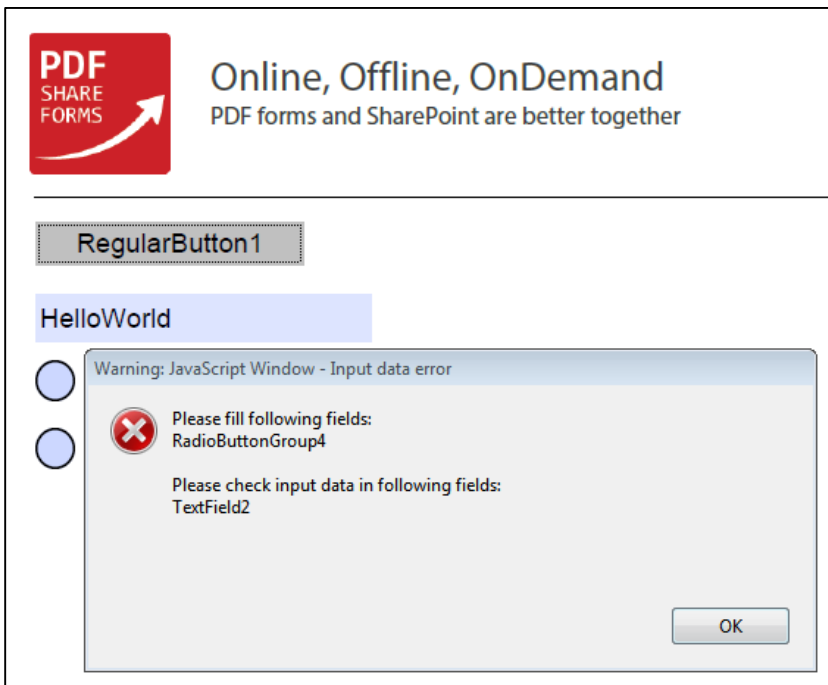 PDF
SHARE
FORMS
Online, Offline, OnDemand
PDF forms and SharePoint are better together
RegularButton1
HelloWorld
Warning: JavaScript Window - Input data error
Please fill following fields:
RadioButtonGroup4
Please check input data in following fields:
TextField2
OK